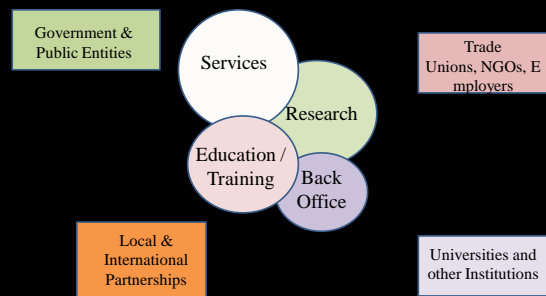 Government &
Public Entities
Services
Trade
Unions, NGOs, E
mployers
Research
Education /
Training
Back
Office
Local &
International
Partnerships
Universities and
other Institutions